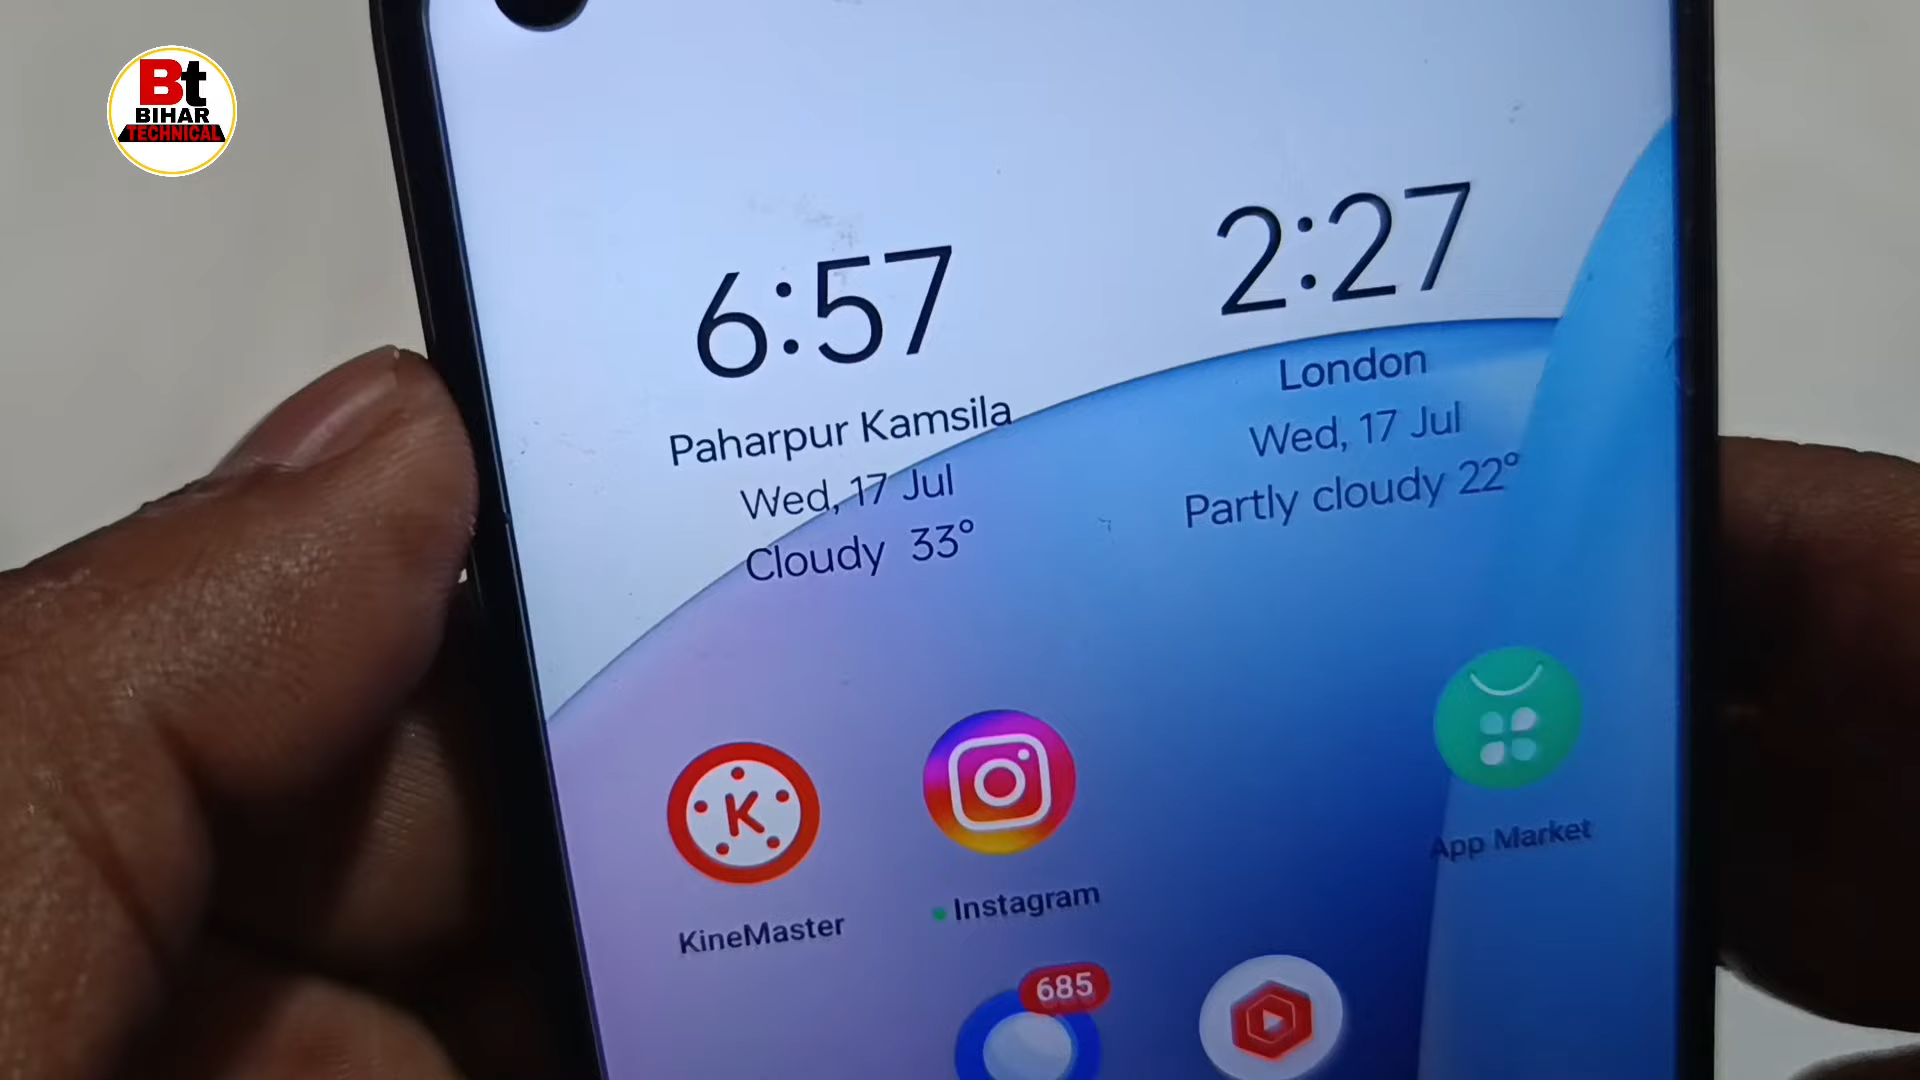 Bt
BIHAR
TECHNICAL
6:57
Paharpur Kamsila
Wed, 17 Jul
Cloudy 33°
2:27
London
Wed, 17 Jul
Partly cloudy 22°
K
KineMaster
Instagram
App Market
685